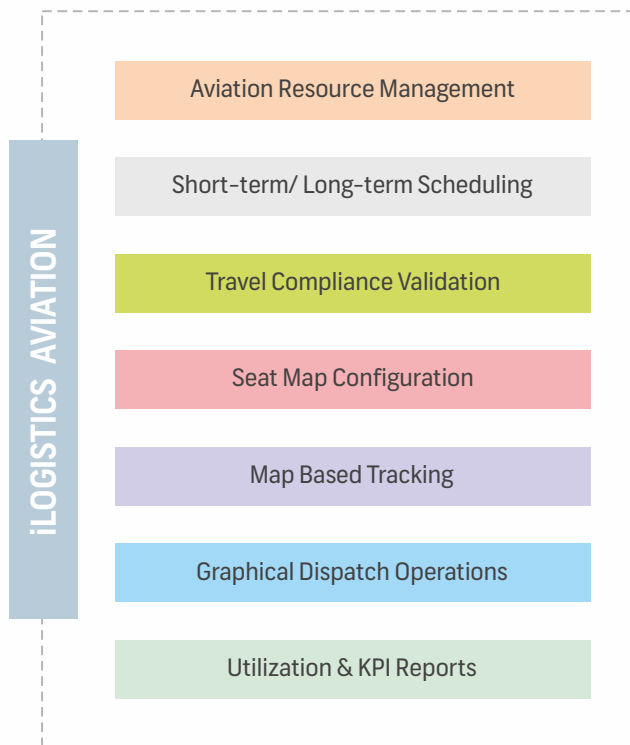 iLOGISTICS AVIATION
Aviation Resource Management
Short-term/ Long-term Scheduling
Travel Compliance Validation
Seat Map Configuration
Map Based Tracking
Graphical Dispatch Operations
Utilization & KPI Reports